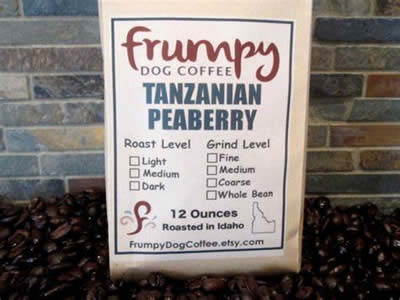 frumpy
DOG COFFEE
TANZANIAN
PEABERRY
Roast Level Grind Level
Light Fine
Medium Medium
Dark Coarse
Whole Bean
12 Ounces
Roasted in Idaho
FrumpyDogCoffee.etsy.com